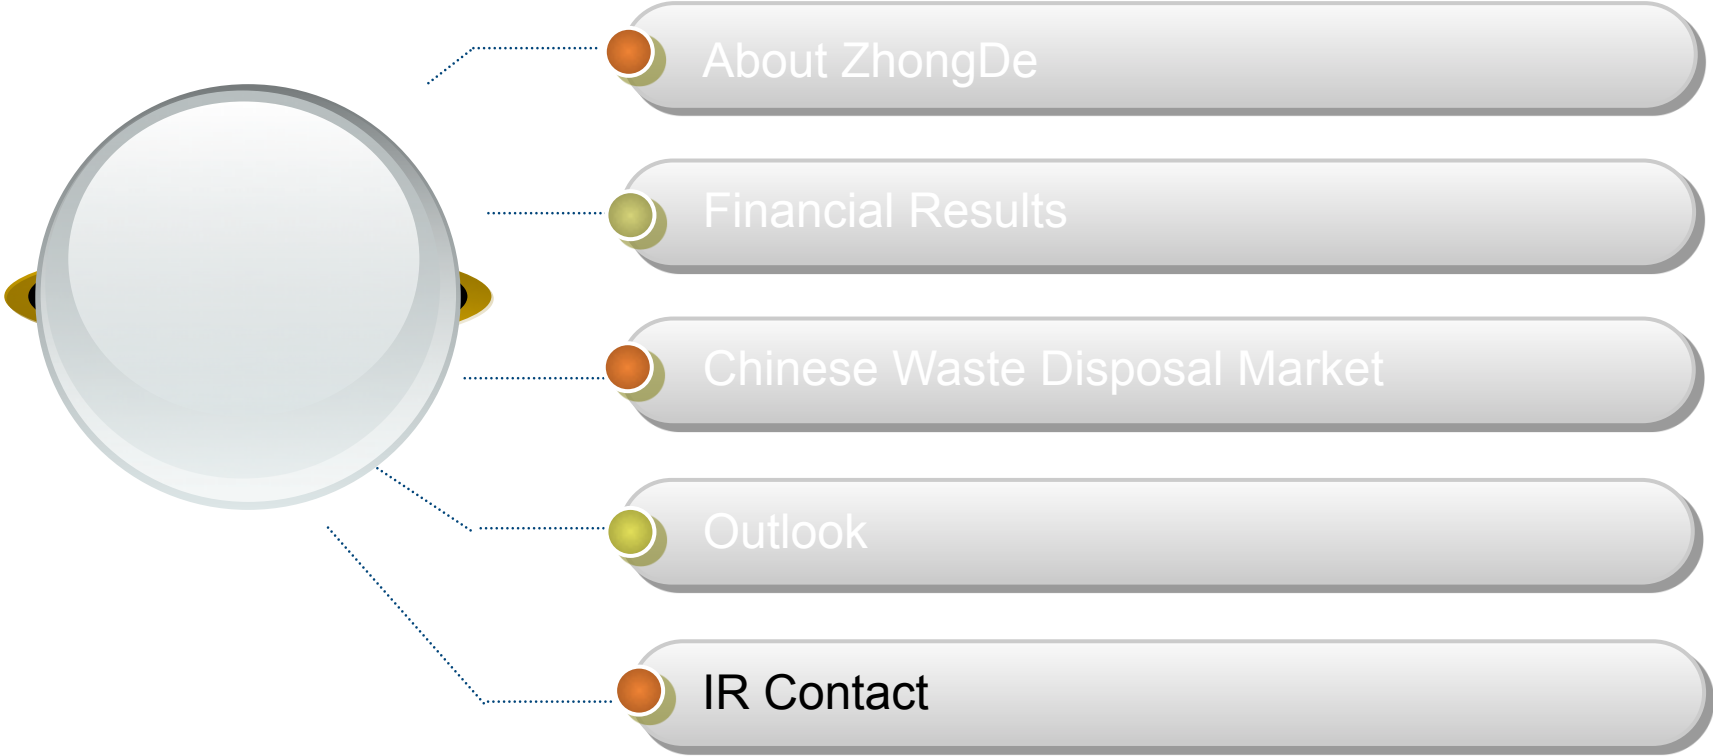 About ZhongDe
Financial Results
Chinese Waste Disposal Market
Outlook
IR Contact